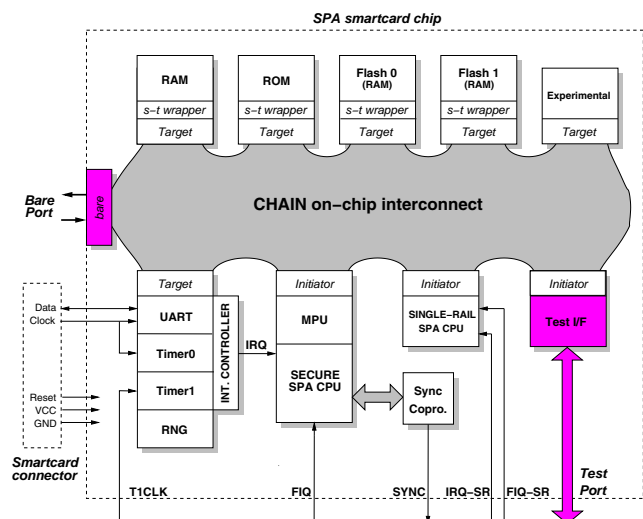 SPA smartcard chip
RAM
s-t wrapper
Target
ROM
s-t wrapper
Target
Flash 0
(RAM)
s-t wrapper
Target
Flash 1
(RAM)
s-t wrapper
Target
Experimental
Target
Bare
Port
bare
CHAIN on-chip interconnect
Target
UART
Timer0
Timer1
RNG
INT. CONTROLLER
IRQ
Initiator
MPU
SECURE
SPA CPU
Initiator
SINGLE-RAIL
SPA CPU
Sync
Copro.
Initiator
Test I/F
Data
Clock
Reset
VCC
GND
Smartcard
connector
T1CLK
FIQ
SYNC
IRQ-SR
FIQ-SR
Test
Port